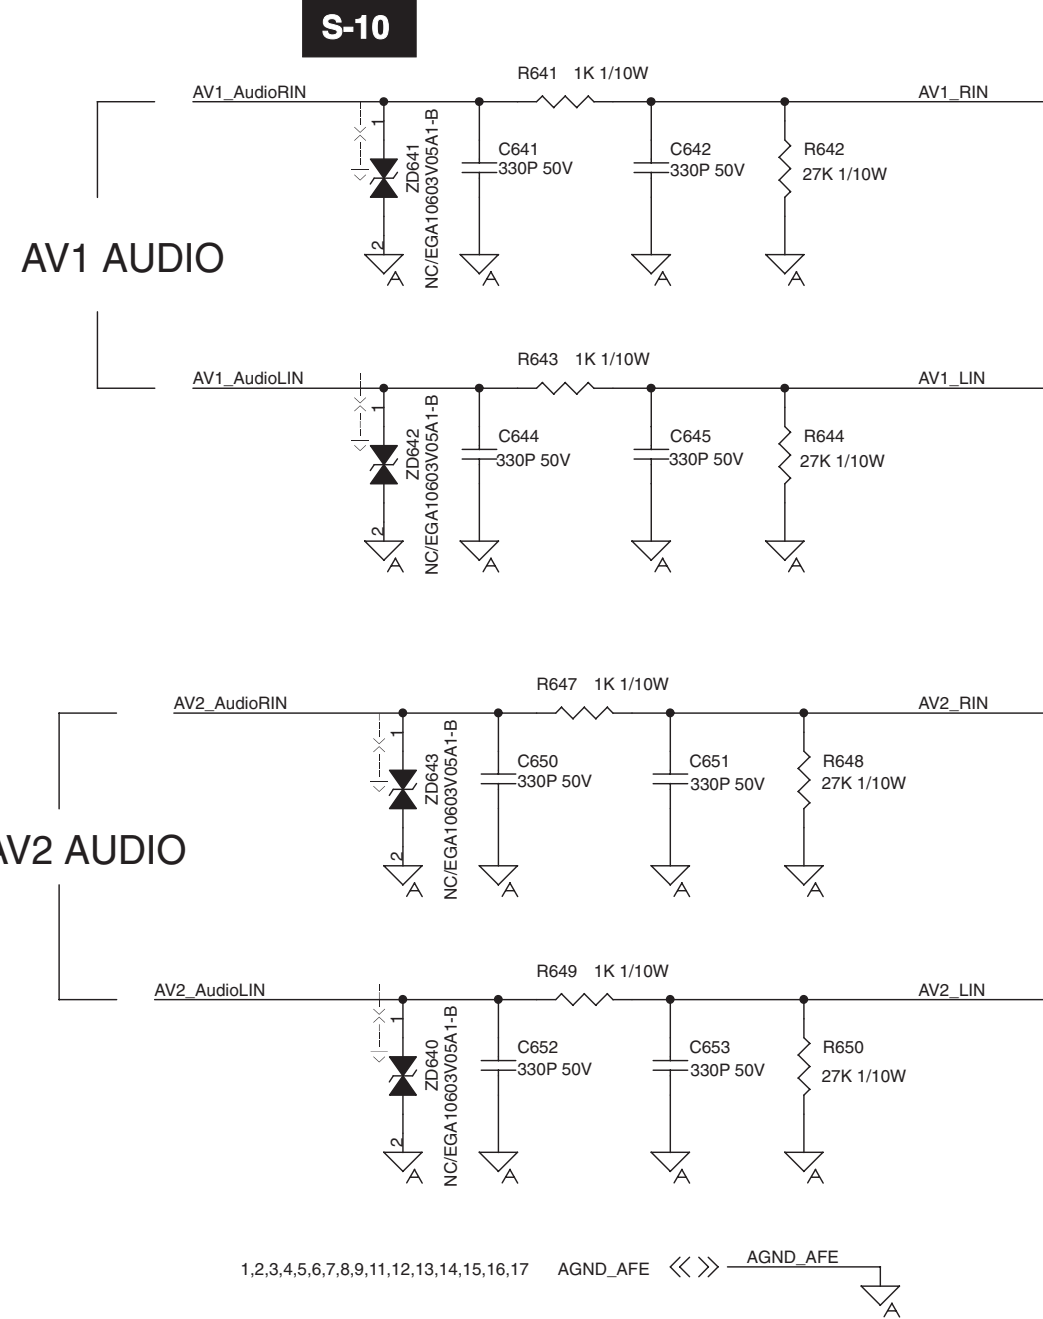 S-10
R641 1K 1/10W
AV1_AudioRIN
AV1_RIN
1
ZD641
NC/EGA10603V05A1-B
C641
330P 50V
C642
330P 50V
R642
27K 1/10W
2
A
A
A
A
AV1 AUDIO
R643 1K 1/10W
AV1_AudioLIN
AV1_LIN
1
ZD642
NC/EGA10603V05A1-B
C644
330P 50V
C645
330P 50V
R644
27K 1/10W
2
A
A
A
A
R647 1K 1/10W
AV2_AudioRIN
AV2_RIN
1
ZD643
NC/EGA10603V05A1-B
C650
330P 50V
C651
330P 50V
R648
27K 1/10W
2
A
A
A
A
AV2 AUDIO
R649 1K 1/10W
AV2_AudioLIN
AV2_LIN
1
ZD640
NC/EGA10603V05A1-B
C652
330P 50V
C653
330P 50V
R650
27K 1/10W
2
A
A
A
A
1,2,3,4,5,6,7,8,9,11,12,13,14,15,16,17 AGND_AFE AGND_AFE
A